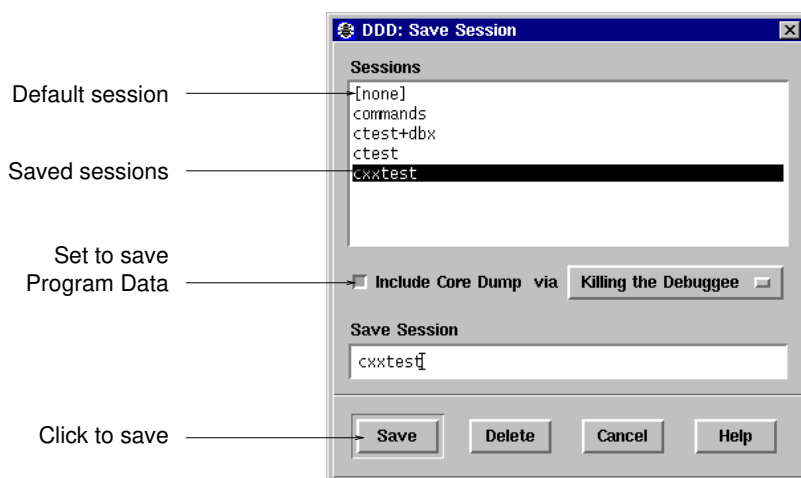 DDD: Save Session
Sessions
Default session
[none]
commands
ctest+dbx
ctest
Saved sessions
cxxtest
Set to save
Program Data
Include Core Dump via Killing the Debuggee
Save Session
cxxtest
Click to save
Save Delete Cancel Help